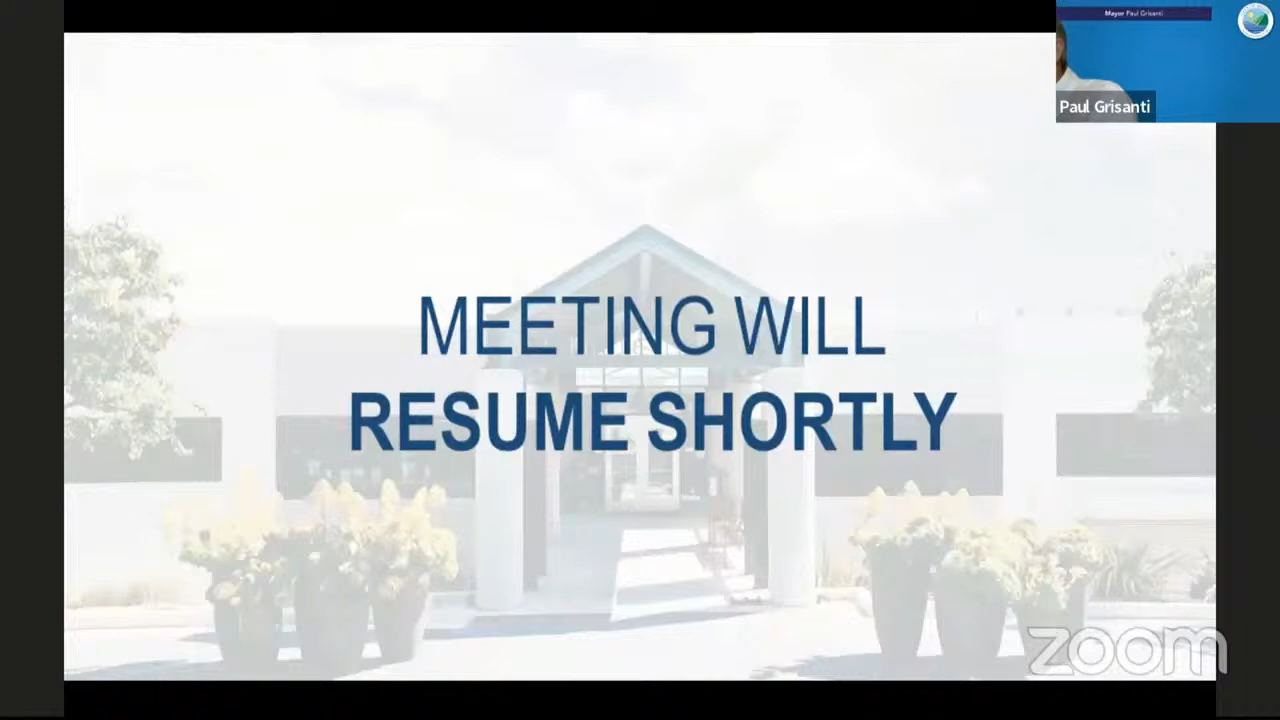 Mayor Paul Grisanti
Paul Grisanti
MEETING WILL
RESUME SHORTLY
zoom